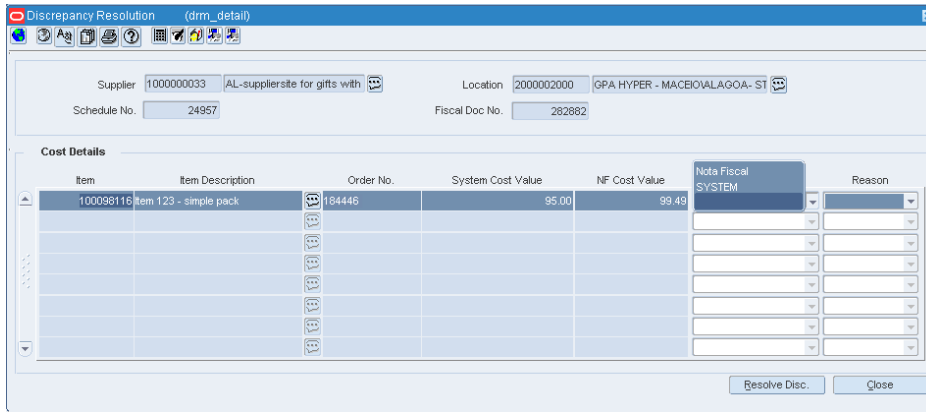 Discrepancy Resolution (drm_detail)
Supplier 1000000033 AL-suppliersite for gifts with Location 2000002000 GPA HYPER - MACEIO\ALAGOA- ST
Schedule No. 24957 Fiscal Doc No. 282882
Cost Details
Item Item Description Order No. System Cost Value NF Cost Value Reason
Nota Fiscal
SYSTEM
100098116 Item 123 - simple pack 184446 95.00 99.49
Resolve Disc. Close